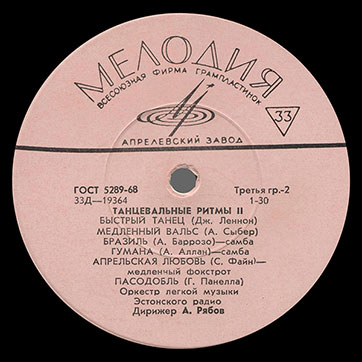 МЕЛОДИЯ
ВСЕСОЮЗНАЯ ФИРМА ГРАМПЛАСТИНОК
33
АПРЕЛЕВСКИЙ ЗАВОД
ГОСТ 5289-68
Третья гр.-2
33Д—19364
1-30
ТАНЦЕВАЛЬНЫЕ РИТМЫ II
БЫСТРЫЙ ТАНЕЦ (Дж. Леннон)
МЕДЛЕННЫЙ ВАЛЬС (А. Сыбер)
БРАЗИЛЬ (А. Баррозо)—самба
ГУМАНА (А. Аллан)—самба
АПРЕЛЬСКАЯ ЛЮБОВЬ (С. Файн)—
медленный фокстрот
ПАСОДОБЛЬ (Г. Панелла)
Оркестр легкой музыки
Эстонского радио
Дирижер А. Рябов